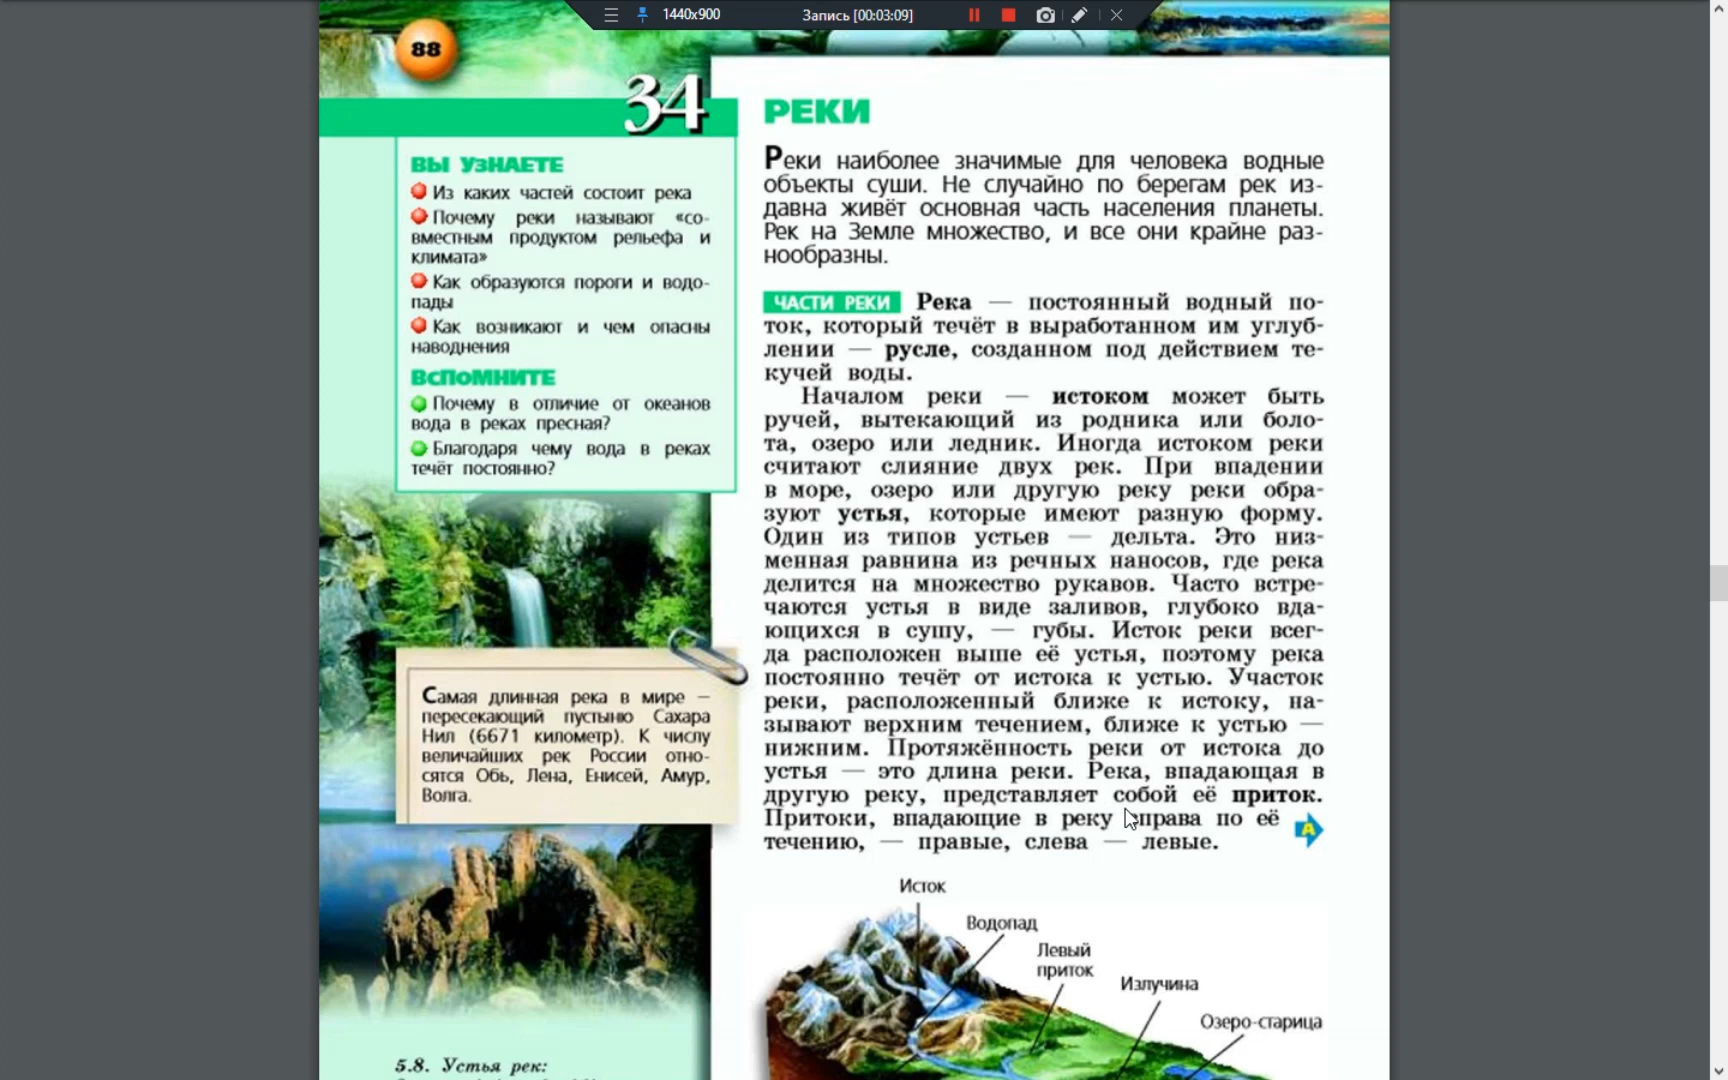 1440x900
Запись [00:03:09]
88
34
ВЫ УЗНАЕТЕ
Из каких частей состоит река
Почему реки называют «со-
вместным продуктом рельефа и
климата»
Как образуются пороги и водо-
пады
Как возникают и чем опасны
наводнения
ВСПОМНИТЕ
Почему в отличие от океанов
вода в реках пресная?
Благодаря чему вода в реках
течёт постоянно?
Самая длинная река в мире –
пересекающий пустыню Сахара
Нил (6671 километр). К числу
величайших рек России отно-
сятся Обь, Лена, Енисей, Амур,
Волга.
5.8. Устья рек:
РЕКИ
Реки наиболее значимые для человека водные
объекты суши. Не случайно по берегам рек из-
давна живёт основная часть населения планеты.
Рек на Земле множество, и все они крайне раз-
нообразны.
ЧАСТИ РЕКИ Река — постоянный водный по-
ток, который течёт в выработанном им углуб-
лении — русле, созданном под действием те-
кучей воды.
Началом реки — истоком может быть
ручей, вытекающий из родника или боло-
та, озеро или ледник. Иногда истоком реки
считают слияние двух рек. При впадении
в море, озеро или другую реку реки обра-
зуют устья, которые имеют разную форму.
Один из типов устьев — дельта. Это низ-
менная равнина из речных наносов, где река
делится на множество рукавов. Часто встре-
чаются устья в виде заливов, глубоко вда-
ющихся в сушу, — губы. Исток реки всег-
да расположен выше её устья, поэтому река
постоянно течёт от истока к устью. Участок
реки, расположенный ближе к истоку, на-
зывают верхним течением, ближе к устью —
нижним. Протяжённость реки от истока до
устья — это длина реки. Река, впадающая в
другую реку, представляет собой её приток.
Притоки, впадающие в реку справа по её
течению, — правые, слева — левые.
А
Исток
Водопад
Левый
приток
Излучина
Озеро-старица